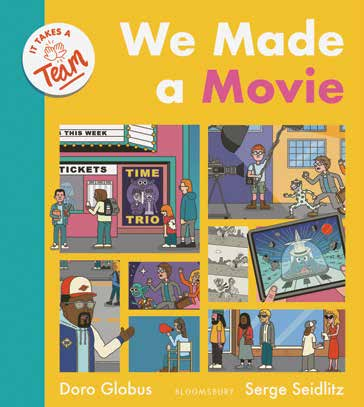 IT TAKES A
Team
We Made
a Movie
THIS WEEK
TICKETS
TIME
TRIO
Doro Globus
BLOOMSBURY
Serge Seidlitz